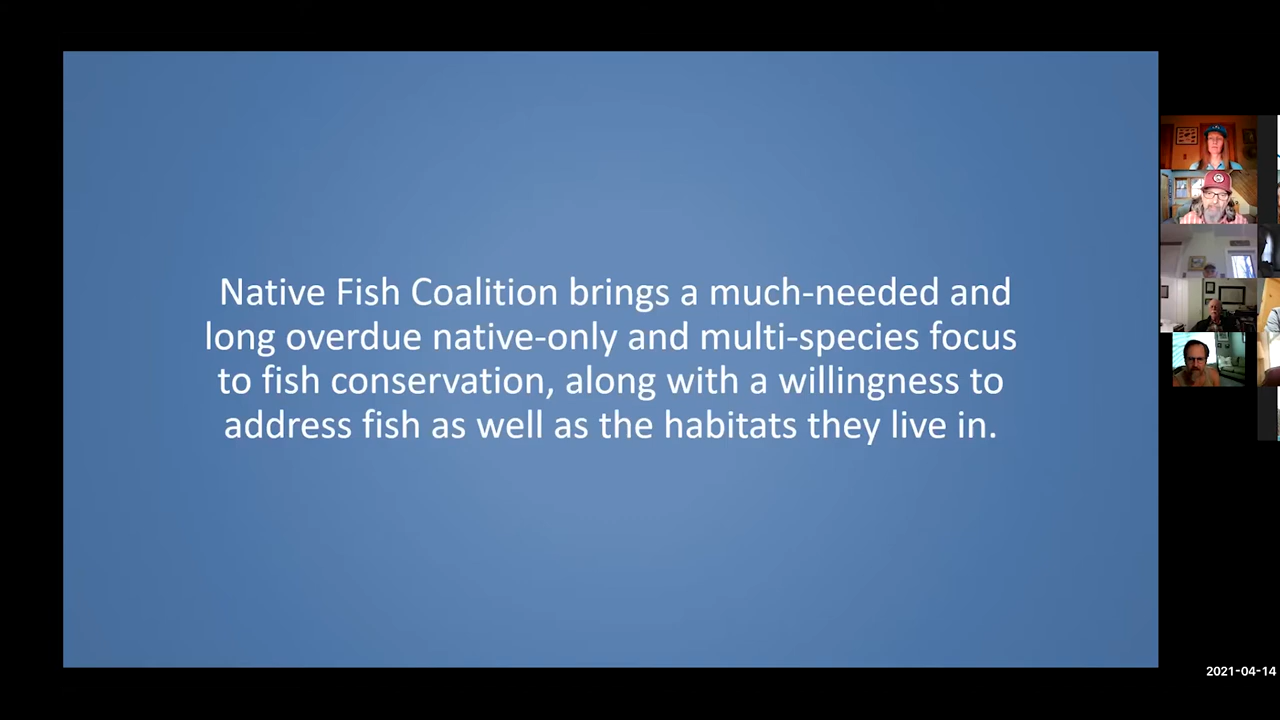 Native Fish Coalition brings a much-needed and
long overdue native-only and multi-species focus
to fish conservation, along with a willingness to
address fish as well as the habitats they live in.
2021-04-14